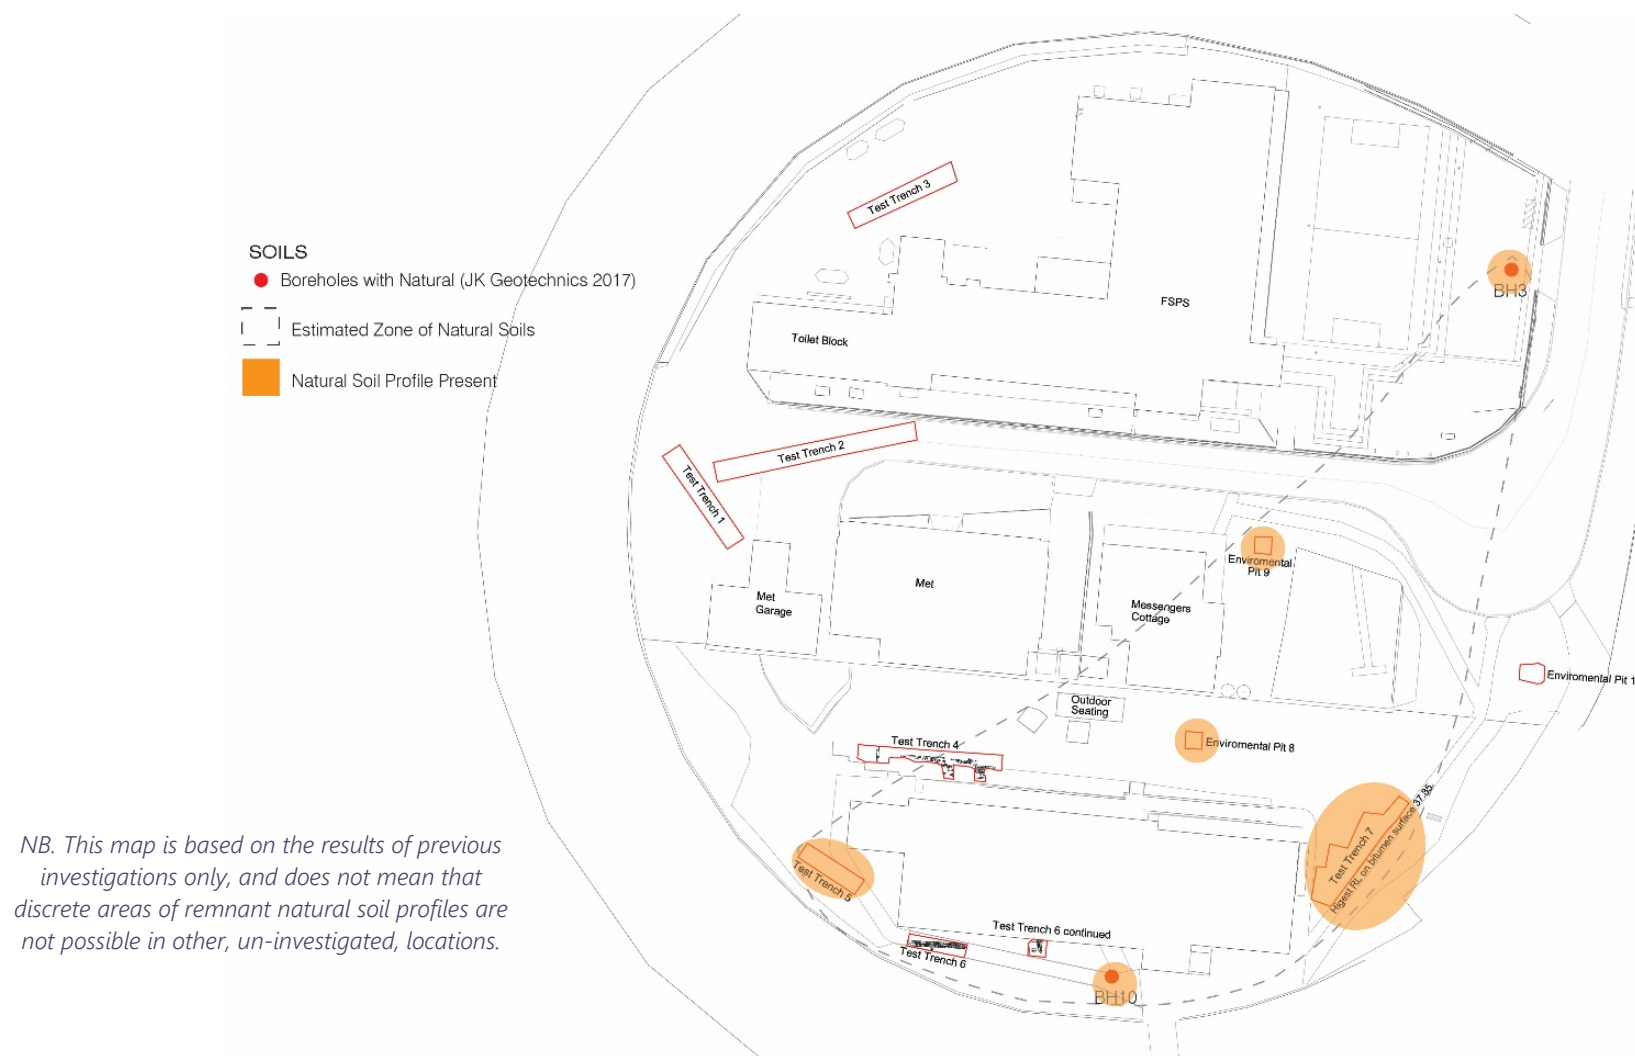 SOILS
Boreholes with Natural (JK Geotechnics 2017)
Estimated Zone of Natural Soils
Natural Soil Profile Present
NB. This map is based on the results of previous
investigations only, and does not mean that
discrete areas of remnant natural soil profiles are
not possible in other, un-investigated, locations.
Test Trench 3
BH3
FSPS
Toilet Block
Test Trench 2
Test Trench 1
Enviromental
Pit 9
Met
Met
Garage
Messengers
Cottage
Enviromental Pit 1
Outdoor
Seating
Test Trench 4
Enviromental Pit 8
Test Trench 7
Higest RL on bitumen surface 37.85
Test Trench 5
Test Trench 6 continued
Test Trench 6
BH10